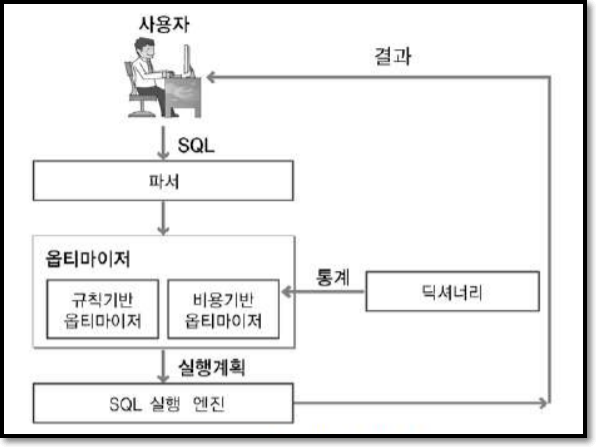 사용자
결과
SQL
파서
옵티마이저
규칙기반
옵티마이저
비용기반
옵티마이저
통계
딕셔너리
실행계획
SQL 실행 엔진